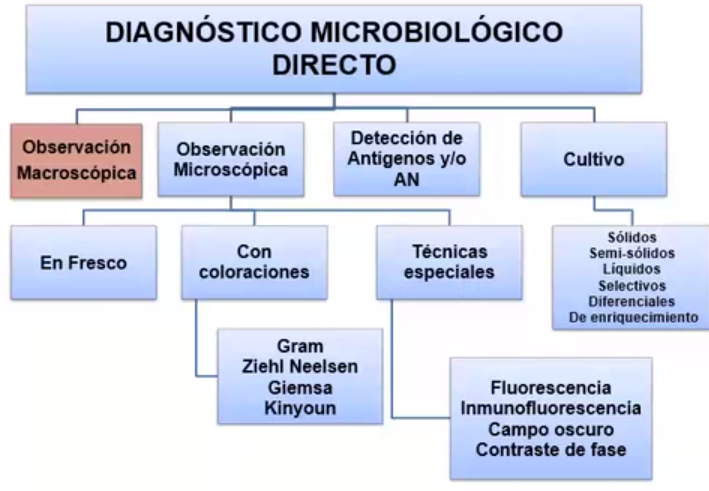 DIAGNÓSTICO MICROBIOLÓGICO
DIRECTO
Observación
Macroscópica
Observación
Microscópica
Detección de
Antígenos y/o
AN
Cultivo
En Fresco
Con
coloraciones
Técnicas
especiales
Sólidos
Semi-sólidos
Líquidos
Selectivos
Diferenciales
De enriquecimiento
Gram
Ziehl Neelsen
Giemsa
Kinyoun
Fluorescencia
Inmunofluorescencia
Campo oscuro
Contraste de fase